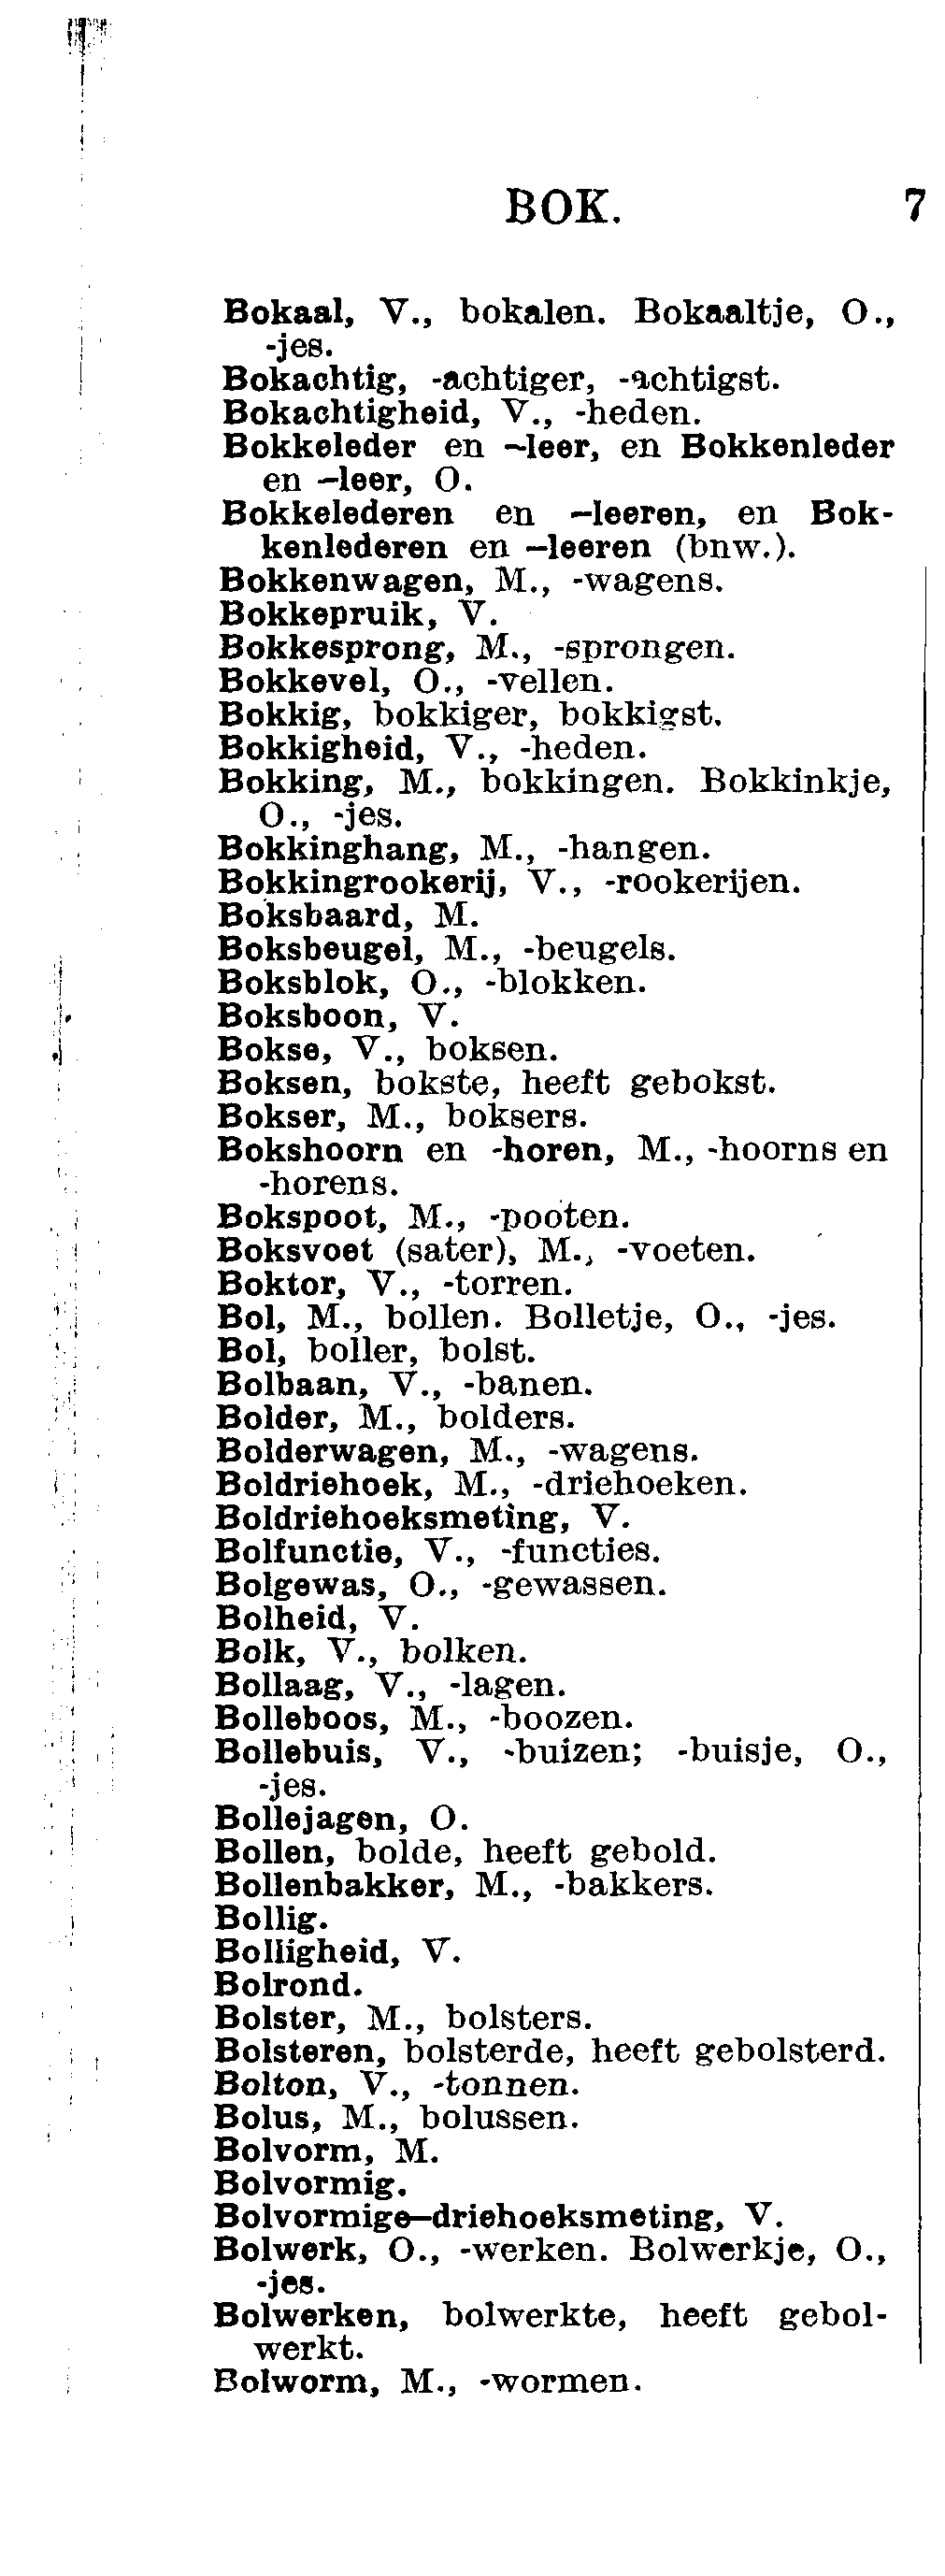 BOK. 7
Bokaal, V., bokalen. Bokaaltje, O.,
-jes.
Bokachtig, -achtiger, -achtigst.
Bokachtigheid, V., -heden.
Bokkeleder en –leer, en Bokkenleder
en –leer, O.
Bokkelederen en –leeren, en Bok-
kenlederen en –leeren (bnw.).
Bokkenwagen, M., -wagens.
Bokkepruik, V.
Bokkesprong, M., -sprongen.
Bokkevel, O., -vellen.
Bokkig, bokkiger, bokkigst.
Bokkigheid, V., -heden.
Bokking, M., bokkingen. Bokkinkje,
O., -jes.
Bokkinghang, M., -hangen.
Bokkingrookerij, V., -rookerijen.
Boksbaard, M.
Boksbeugel, M., -beugels.
Boksblok, O., -blokken.
Boksboon, V.
Bokse, V., boksen.
Boksen, bokste, heeft gebokst.
Bokser, M., boksers.
Bokshoorn en -horen, M., -hoorns en
-horens.
Bokspoot, M., -pooten.
Boksvoet (sater), M., -voeten.
Boktor, V., -torren.
Bol, M., bollen. Bolletje, O., -jes.
Bol, boller, bolst.
Bolbaan, V., -banen.
Bolder, M., bolders.
Bolderwagen, M., -wagens.
Boldriehoek, M., -driehoeken.
Boldriehoeksmeting, V.
Bolfunctie, V., -functies.
Bolgewas, O., -gewassen.
Bolheid, V.
Bolk, V., bolken.
Bollaag, V., -lagen.
Bolleboos, M., -boozen.
Bollebuis, V., -buizen; -buisje, O.,
-jes.
Bollejagen, O.
Bollen, bolde, heeft gebold.
Bollenbakker, M., -bakkers.
Bollig.
Bolligheid, V.
Bolrond.
Bolster, M., bolsters.
Bolsteren, bolsterde, heeft gebolsterd.
Bolton, V., -tonnen.
Bolus, M., bolussen.
Bolvorm, M.
Bolvormig.
Bolvormige–driehoeksmeting, V.
Bolwerk, O., -werken. Bolwerkje, O.,
-jes.
Bolwerken, bolwerkte, heeft gebol-
werkt.
Bolworm, M., -wormen.